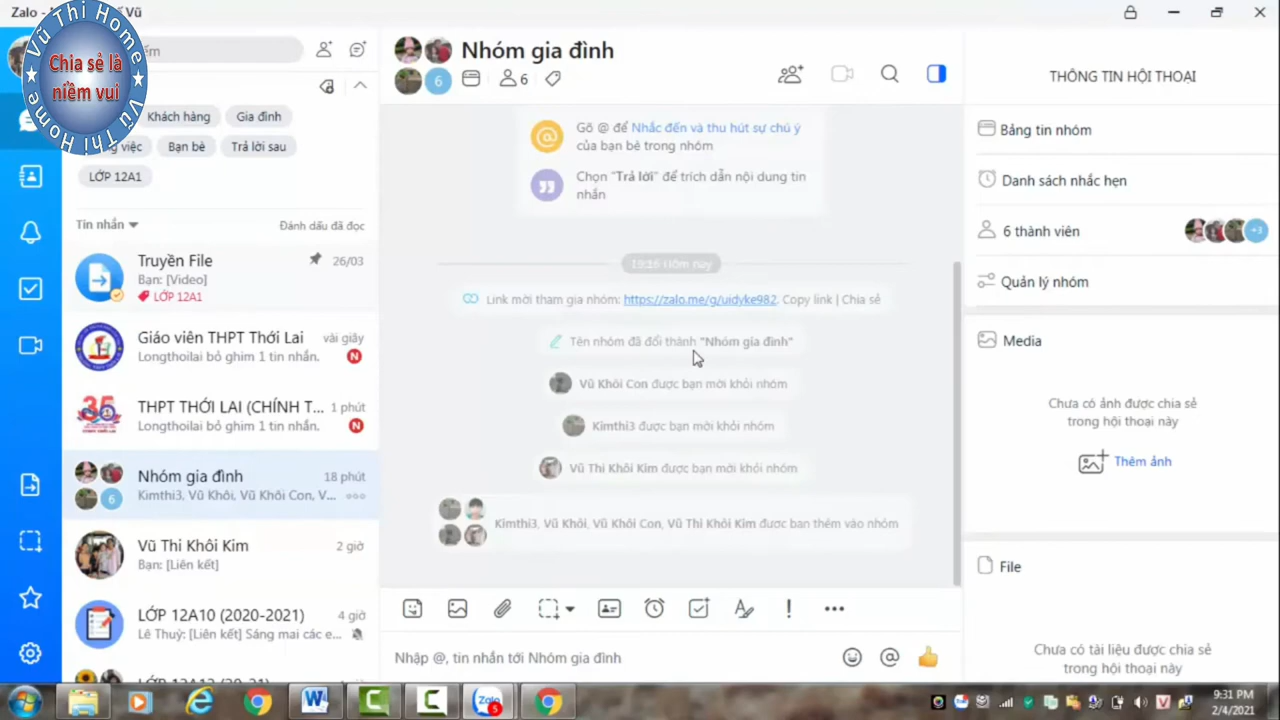 Zalo - 
Vũ
Vũ Thi Home
Chia sẻ là
niềm vui
Vũ Thi Home
Khách hàng
Gia đình
việc
Bạn bè
Trả lời sau
LỚP 12A1
Tin nhắn
Đánh dấu đã đọc
Truyền File
26/03
Bạn: [Video]
LỚP 12A1
Giáo viên THPT Thới Lai
vài giây
Longthoilai bỏ ghim 1 tin nhắn.
N
THPT THỚI LAI (CHÍNH T...
1 phút
Longthoilai bỏ ghim 1 tin nhắn.
N
35
Nhóm gia đình
18 phút
Kimthi3, Vũ Khôi, Vũ Khôi Con, V...
6
Vũ Thi Khôi Kim
2 giờ
Bạn: [Liên kết]
LỚP 12A10 (2020-2021)
4 giờ
Lê Thuỳ: [Liên kết] Sáng mai các e...
Nhóm gia đình
6
6
Gõ @ để Nhắc đến và thu hút sự chú ý
của bạn bè trong nhóm
Chọn "Trả lời" để trích dẫn nội dung tin
nhắn
Link mời tham gia nhóm: https://zalo.me/g/uidyke982. Copy link | Chia sẻ
Tên nhóm đã đổi thành "Nhóm gia đình"
Vũ Khôi Con được bạn mời khỏi nhóm
Kimthi3 được bạn mời khỏi nhóm
Vũ Thi Khôi Kim được bạn mời khỏi nhóm
Kimthi3, Vũ Khôi, Vũ Khôi Con, Vũ Thi Khôi Kim được bạn thêm vào nhóm
Nhập @, tin nhắn tới Nhóm gia đình
THÔNG TIN HỘI THOẠI
Bảng tin nhóm
Danh sách nhắc hẹn
6 thành viên
+3
Quản lý nhóm
Media
Chưa có ảnh được chia sẻ
trong hội thoại này
Thêm ảnh
File
Chưa có tài liệu được chia sẻ
trong hội thoại này
Zalo
5
V
9:31 PM
2/4/2021